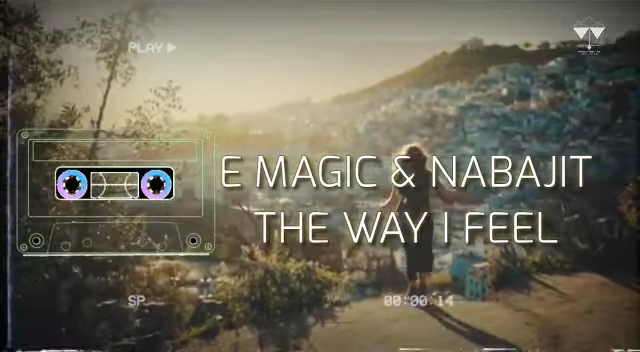 PLAY
E MAGIC & NABAJIT
THE WAY I FEEL
SP
00:00:14